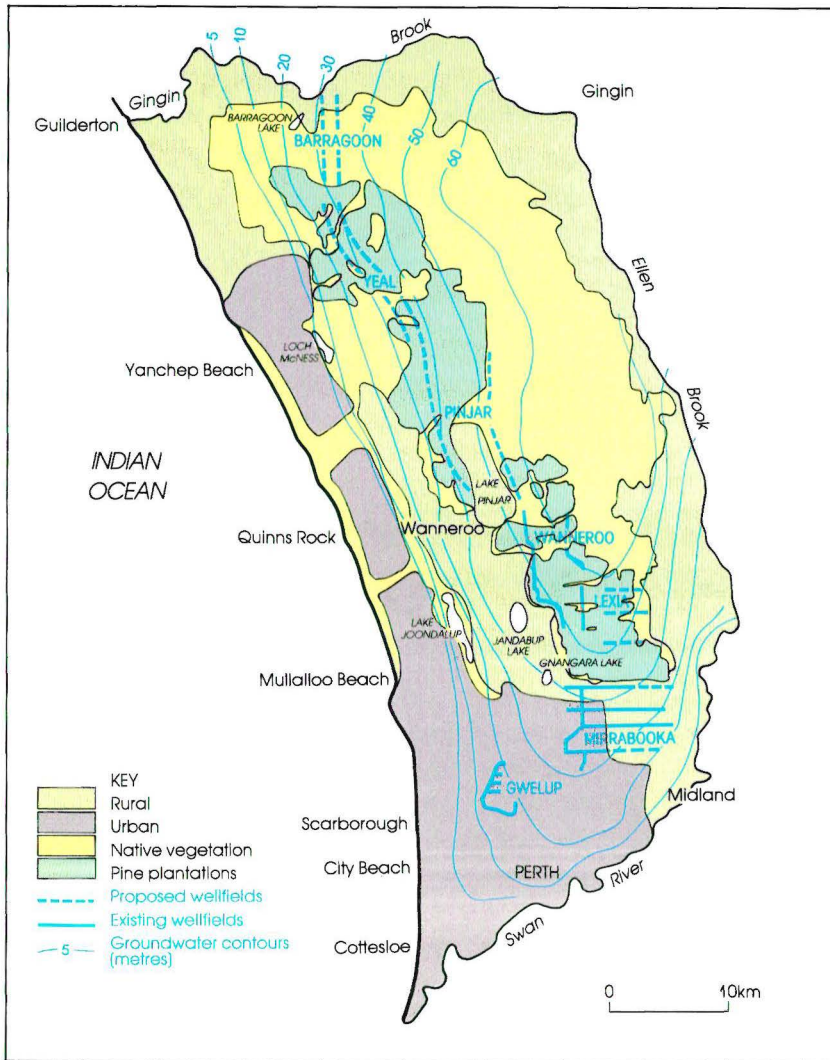 5
10
20
30
40
50
60
Brook
Gingin
Gingin
Guilderton
BARRAGOON
LAKE
BARRAGOON
YEAL
Ellen
LOCH
McNESS
Yanchep Beach
PINJAR
Brook
INDIAN
OCEAN
LAKE
PINJAR
Wanneroo
WANNEROO
Quinns Rock
LEXIA
LAKE
JOONDALUP
JANDABUP
LAKE
GNANGARA LAKE
Mullalloo Beach
MIRRABOOKA
GWELUP
Midland
Scarborough
City Beach
PERTH
River
Swan
Cottesloe
KEY
Rural
Urban
Native vegetation
Pine plantations
Proposed wellfields
Existing wellfields
5 Groundwater contours
(metres)
0 10km